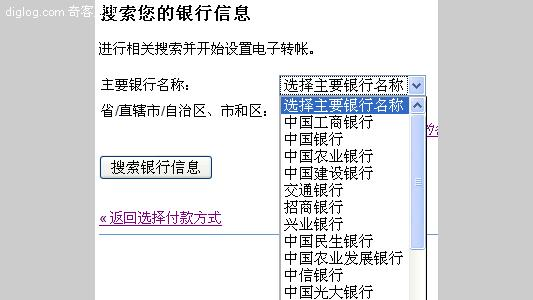 diglog.com 奇客
搜索您的银行信息
进行相关搜索并开始设置电子转帐。
主要银行名称：
选择主要银行名称
省/直辖市/自治区、市和区：
选择主要银行名称
中国工商银行
中国银行
中国农业银行
中国建设银行
交通银行
招商银行
兴业银行
中国民生银行
中国农业发展银行
中信银行
中国光大银行
搜索银行信息
« 返回选择付款方式